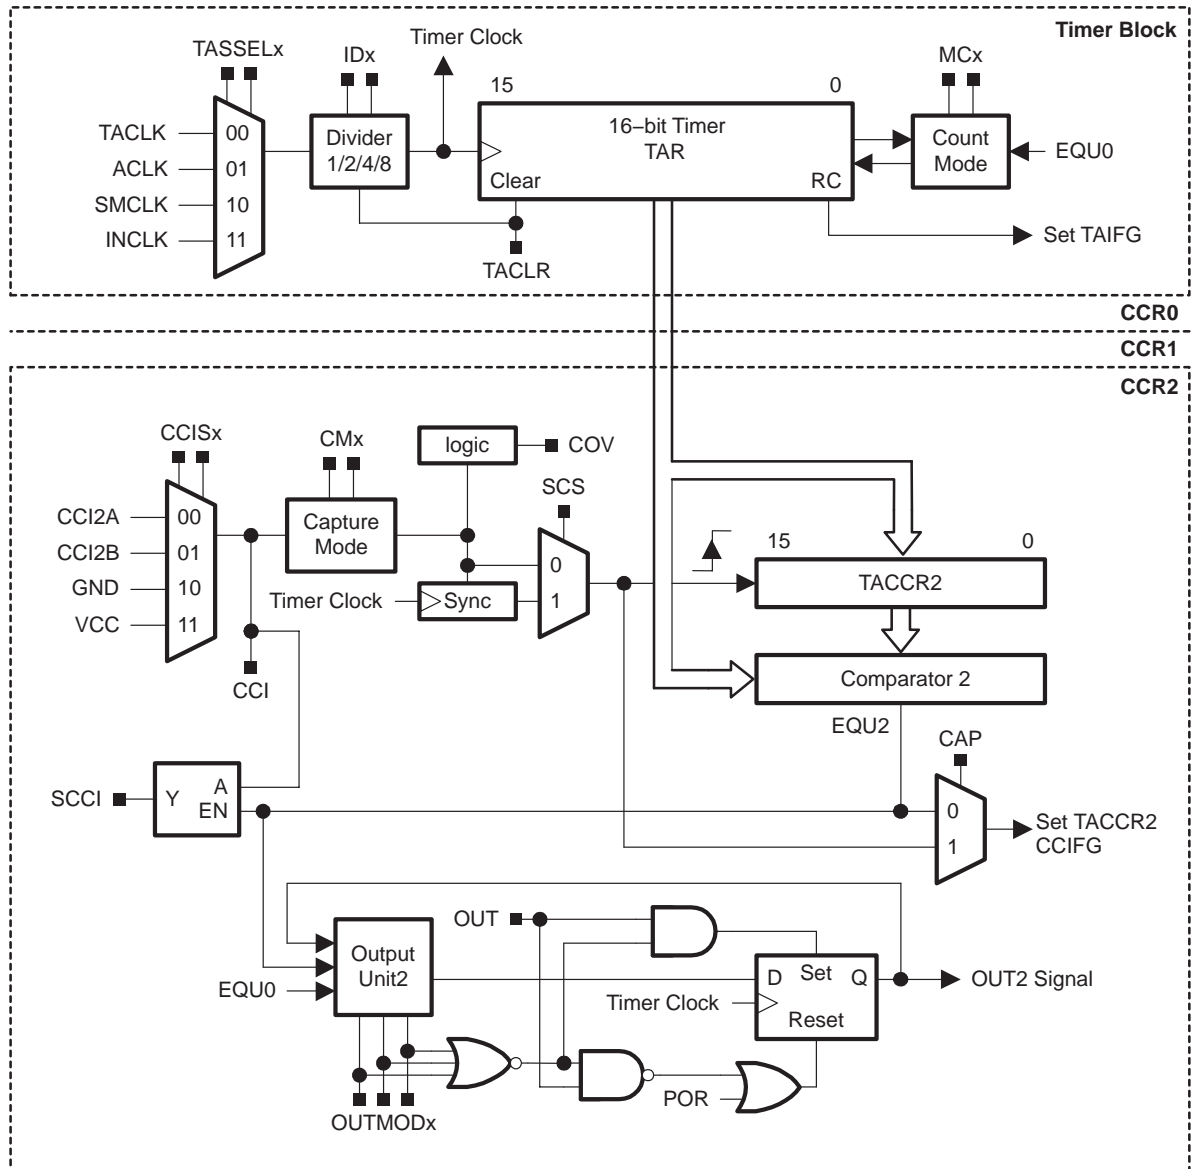 Timer Block
TASSELx
IDx
Timer Clock
15
0
MCx
TACLK
00
ACLK
01
SMCLK
10
INCLK
11
Divider
1/2/4/8
16−bit Timer
TAR
Clear
RC
Count
Mode
EQU0
Set TAIFG
TACLR
CCR0
CCR1
CCR2
CCISx
CMx
logic
COV
SCS
CCI2A
00
CCI2B
01
GND
10
VCC
11
Capture
Mode
Timer Clock
Sync
0
1
15
0
TACCR2
Comparator 2
CCI
EQU2
CAP
SCCI
Y
A
EN
0
1
Set TACCR2
CCIFG
OUT
Output
Unit2
EQU0
D
Set
Q
Timer Clock
Reset
OUT2 Signal
POR
OUTMODx